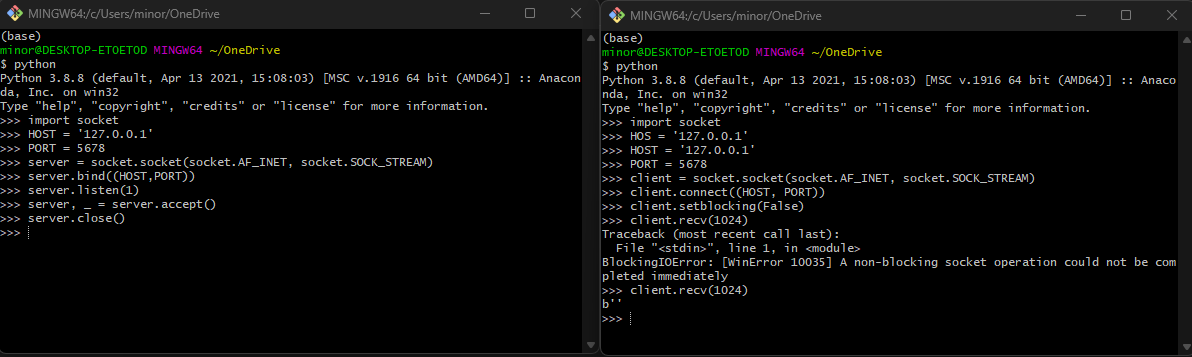 MINGW64:/c/Users/minor/OneDrive
(base)
minor@DESKTOP-ETOETOD MINGW64 ~/OneDrive
$ python
Python 3.8.8 (default, Apr 13 2021, 15:08:03) [MSC v.1916 64 bit (AMD64)] :: Anaco
nda, Inc. on win32
Type "help", "copyright", "credits" or "license" for more information.
>>> import socket
>>> HOST = '127.0.0.1'
>>> PORT = 5678
>>> server = socket.socket(socket.AF_INET, socket.SOCK_STREAM)
>>> server.bind((HOST,PORT))
>>> server.listen(1)
>>> server, _ = server.accept()
>>> server.close()
>>>
MINGW64:/c/Users/minor/OneDrive
(base)
minor@DESKTOP-ETOETOD MINGW64 ~/OneDrive
$ python
Python 3.8.8 (default, Apr 13 2021, 15:08:03) [MSC v.1916 64 bit (AMD64)] :: Anaco
nda, Inc. on win32
Type "help", "copyright", "credits" or "license" for more information.
>>> import socket
>>> HOS = '127.0.0.1'
>>> HOST = '127.0.0.1'
>>> PORT = 5678
>>> client = socket.socket(socket.AF_INET, socket.SOCK_STREAM)
>>> client.connect((HOST, PORT))
>>> client.setblocking(False)
>>> client.recv(1024)
Traceback (most recent call last):
  File "<stdin>", line 1, in <module>
BlockingIOError: [WinError 10035] A non-blocking socket operation could not be com
pleted immediately
>>> client.recv(1024)
b''
>>>